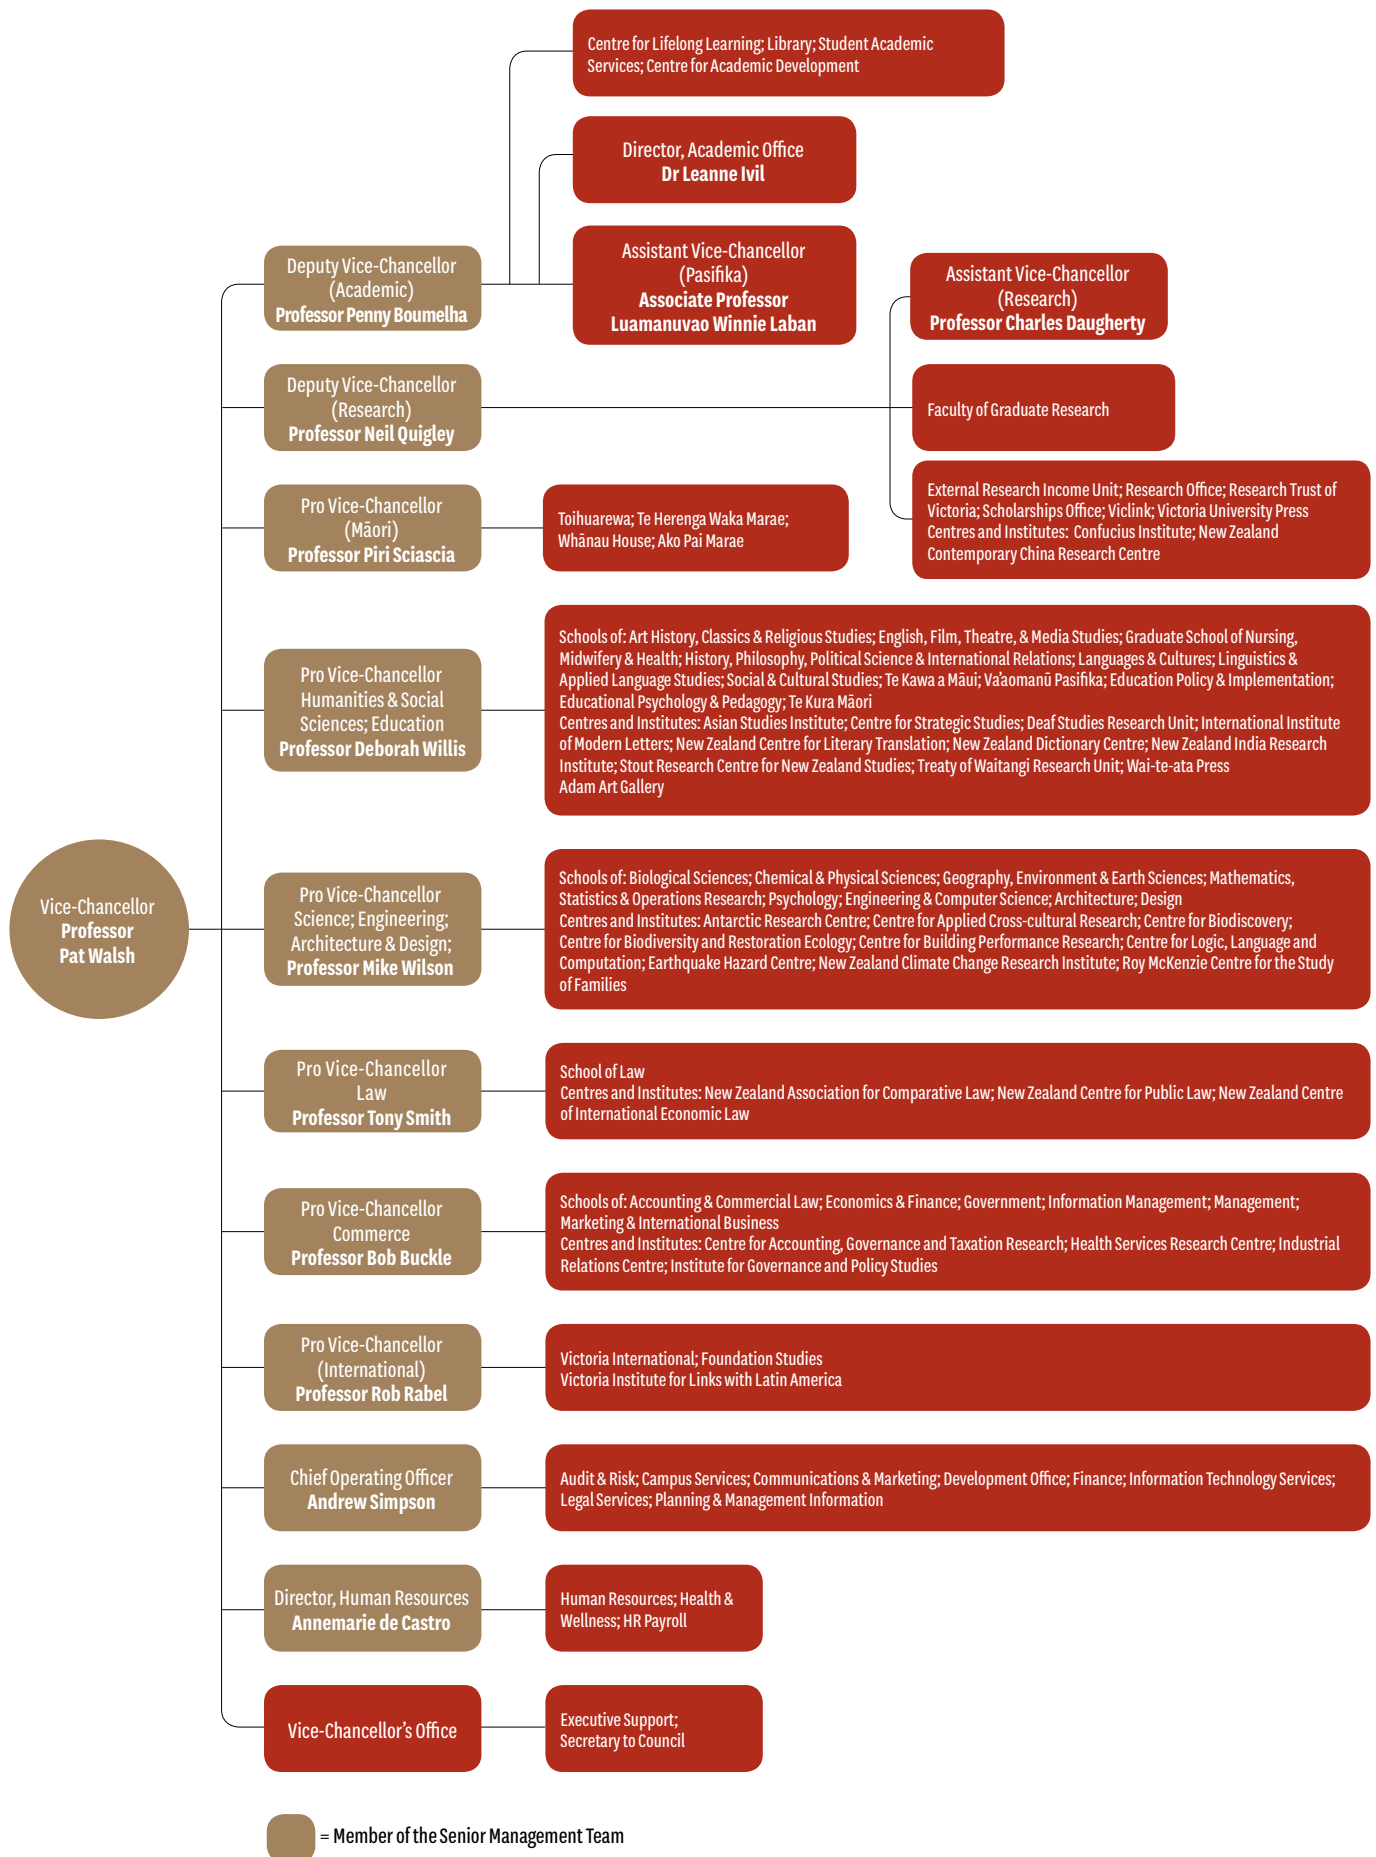 Centre for Lifelong Learning; Library; Student Academic
Services; Centre for Academic Development
Director, Academic Office
Dr Leanne Ivil
Deputy Vice-Chancellor
(Academic)
Professor Penny Boumelha
Assistant Vice-Chancellor
(Pasifika)
Associate Professor
Luamanuvao Winnie Laban
Assistant Vice-Chancellor
(Research)
Professor Charles Daugherty
Deputy Vice-Chancellor
(Research)
Professor Neil Quigley
Faculty of Graduate Research
External Research Income Unit; Research Office; Research Trust of
Victoria; Scholarships Office; Viclink; Victoria University Press
Centres and Institutes: Confucius Institute; New Zealand
Contemporary China Research Centre
Pro Vice-Chancellor
(Māori)
Professor Piri Sciascia
Toihuarewa; Te Herenga Waka Marae;
Whānau House; Ako Pai Marae
Pro Vice-Chancellor
Humanities & Social
Sciences; Education
Professor Deborah Willis
Schools of: Art History, Classics & Religious Studies; English, Film, Theatre, & Media Studies; Graduate School of Nursing,
Midwifery & Health; History, Philosophy, Political Science & International Relations; Languages & Cultures; Linguistics &
Applied Language Studies; Social & Cultural Studies; Te Kawa a Māui; Va'aomanū Pasifika; Education Policy & Implementation;
Educational Psychology & Pedagogy; Te Kura Māori
Centres and Institutes: Asian Studies Institute; Centre for Strategic Studies; Deaf Studies Research Unit; International Institute
of Modern Letters; New Zealand Centre for Literary Translation; New Zealand Dictionary Centre; New Zealand India Research
Institute; Stout Research Centre for New Zealand Studies; Treaty of Waitangi Research Unit; Wai-te-ata Press
Adam Art Gallery
Vice-Chancellor
Professor
Pat Walsh
Pro Vice-Chancellor
Science; Engineering;
Architecture & Design;
Professor Mike Wilson
Schools of: Biological Sciences; Chemical & Physical Sciences; Geography, Environment & Earth Sciences; Mathematics,
Statistics & Operations Research; Psychology; Engineering & Computer Science; Architecture; Design
Centres and Institutes: Antarctic Research Centre; Centre for Applied Cross-cultural Research; Centre for Biodiscovery;
Centre for Biodiversity and Restoration Ecology; Centre for Building Performance Research; Centre for Logic, Language and
Computation; Earthquake Hazard Centre; New Zealand Climate Change Research Institute; Roy McKenzie Centre for the Study
of Families
Pro Vice-Chancellor
Law
Professor Tony Smith
School of Law
Centres and Institutes: New Zealand Association for Comparative Law; New Zealand Centre for Public Law; New Zealand Centre
of International Economic Law
Pro Vice-Chancellor
Commerce
Professor Bob Buckle
Schools of: Accounting & Commercial Law; Economics & Finance; Government; Information Management; Management;
Marketing & International Business
Centres and Institutes: Centre for Accounting, Governance and Taxation Research; Health Services Research Centre; Industrial
Relations Centre; Institute for Governance and Policy Studies
Pro Vice-Chancellor
(International)
Professor Rob Rabel
Victoria International; Foundation Studies
Victoria Institute for Links with Latin America
Chief Operating Officer
Andrew Simpson
Audit & Risk; Campus Services; Communications & Marketing; Development Office; Finance; Information Technology Services;
Legal Services; Planning & Management Information
Director, Human Resources
Annemarie de Castro
Human Resources; Health &
Wellness; HR Payroll
Vice-Chancellor’s Office
Executive Support;
Secretary to Council
= Member of the Senior Management Team